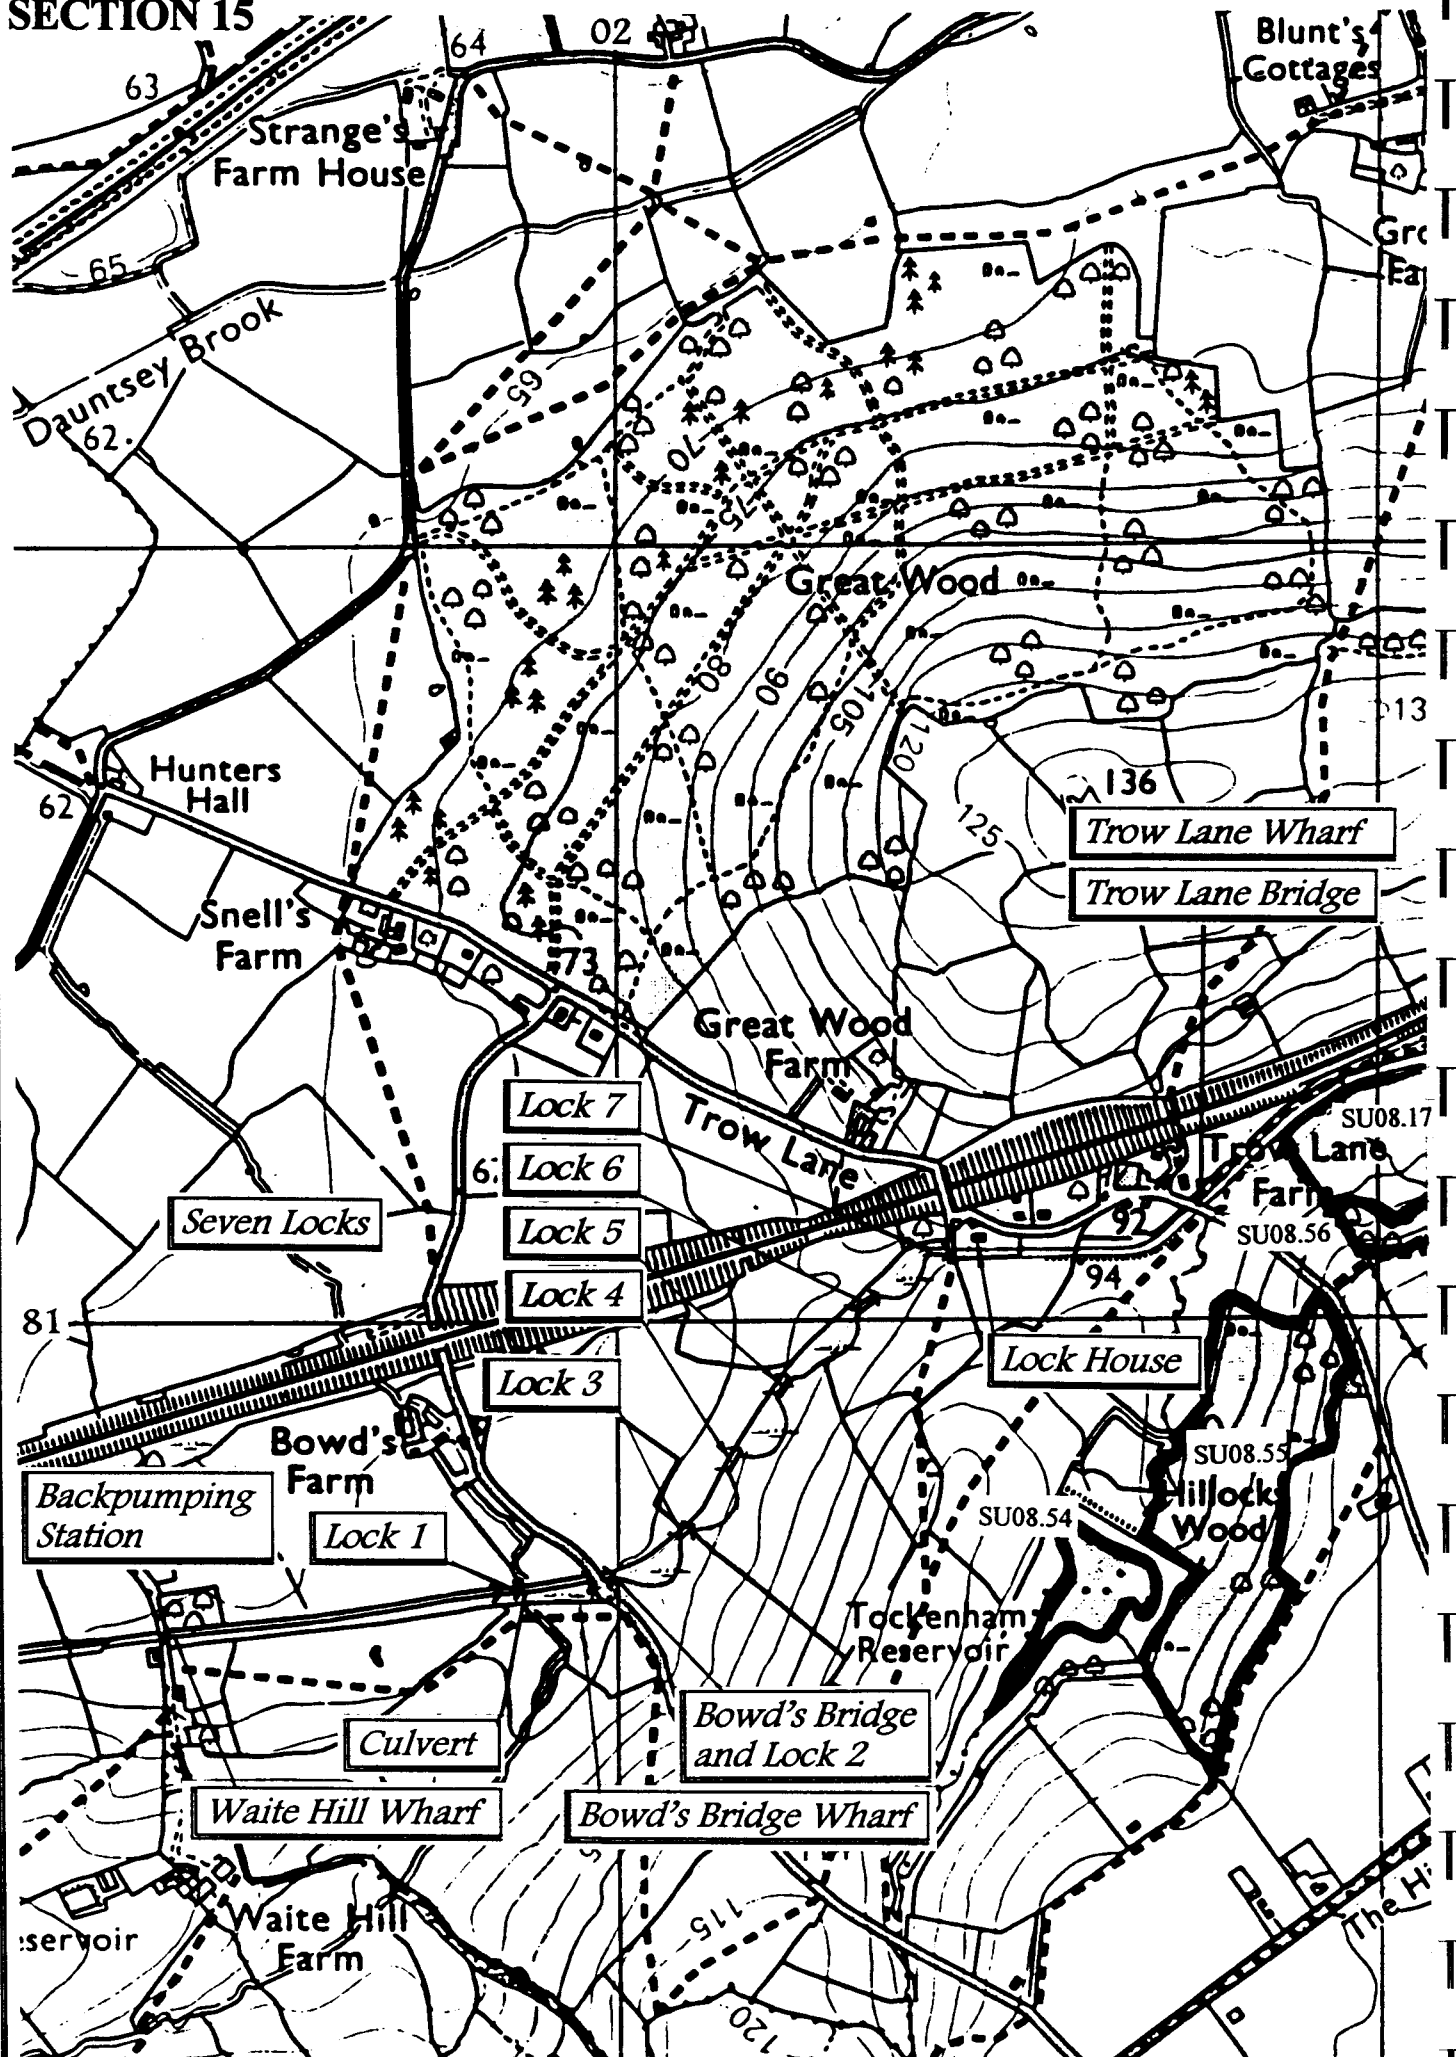 SECTION 15
64
02
Blunt's
Cottages
63
Strange's
Farm House
65
Dauntsey Brook
62
65
70
75
Great Wood
80
90
105
120
136
125
Hunters
Hall
62
Trow Lane Wharf
Trow Lane Bridge
Snell's
Farm
73
Great Wood
Farm
Lock 7
Trow Lane
SU08.17
Trow Lane
Farm
Lock 6
Seven Locks
Lock 5
92
SU08.56
94
Lock 4
81
Lock House
Lock 3
Bowd's
Farm
SU08.55
Hillocks
Wood
Backpumping
Station
SU08.54
Lock 1
Tockenham
Reservoir
Bowd's Bridge
and Lock 2
Culvert
Waite Hill Wharf
Bowd's Bridge Wharf
115
Waite Hill
Farm
120